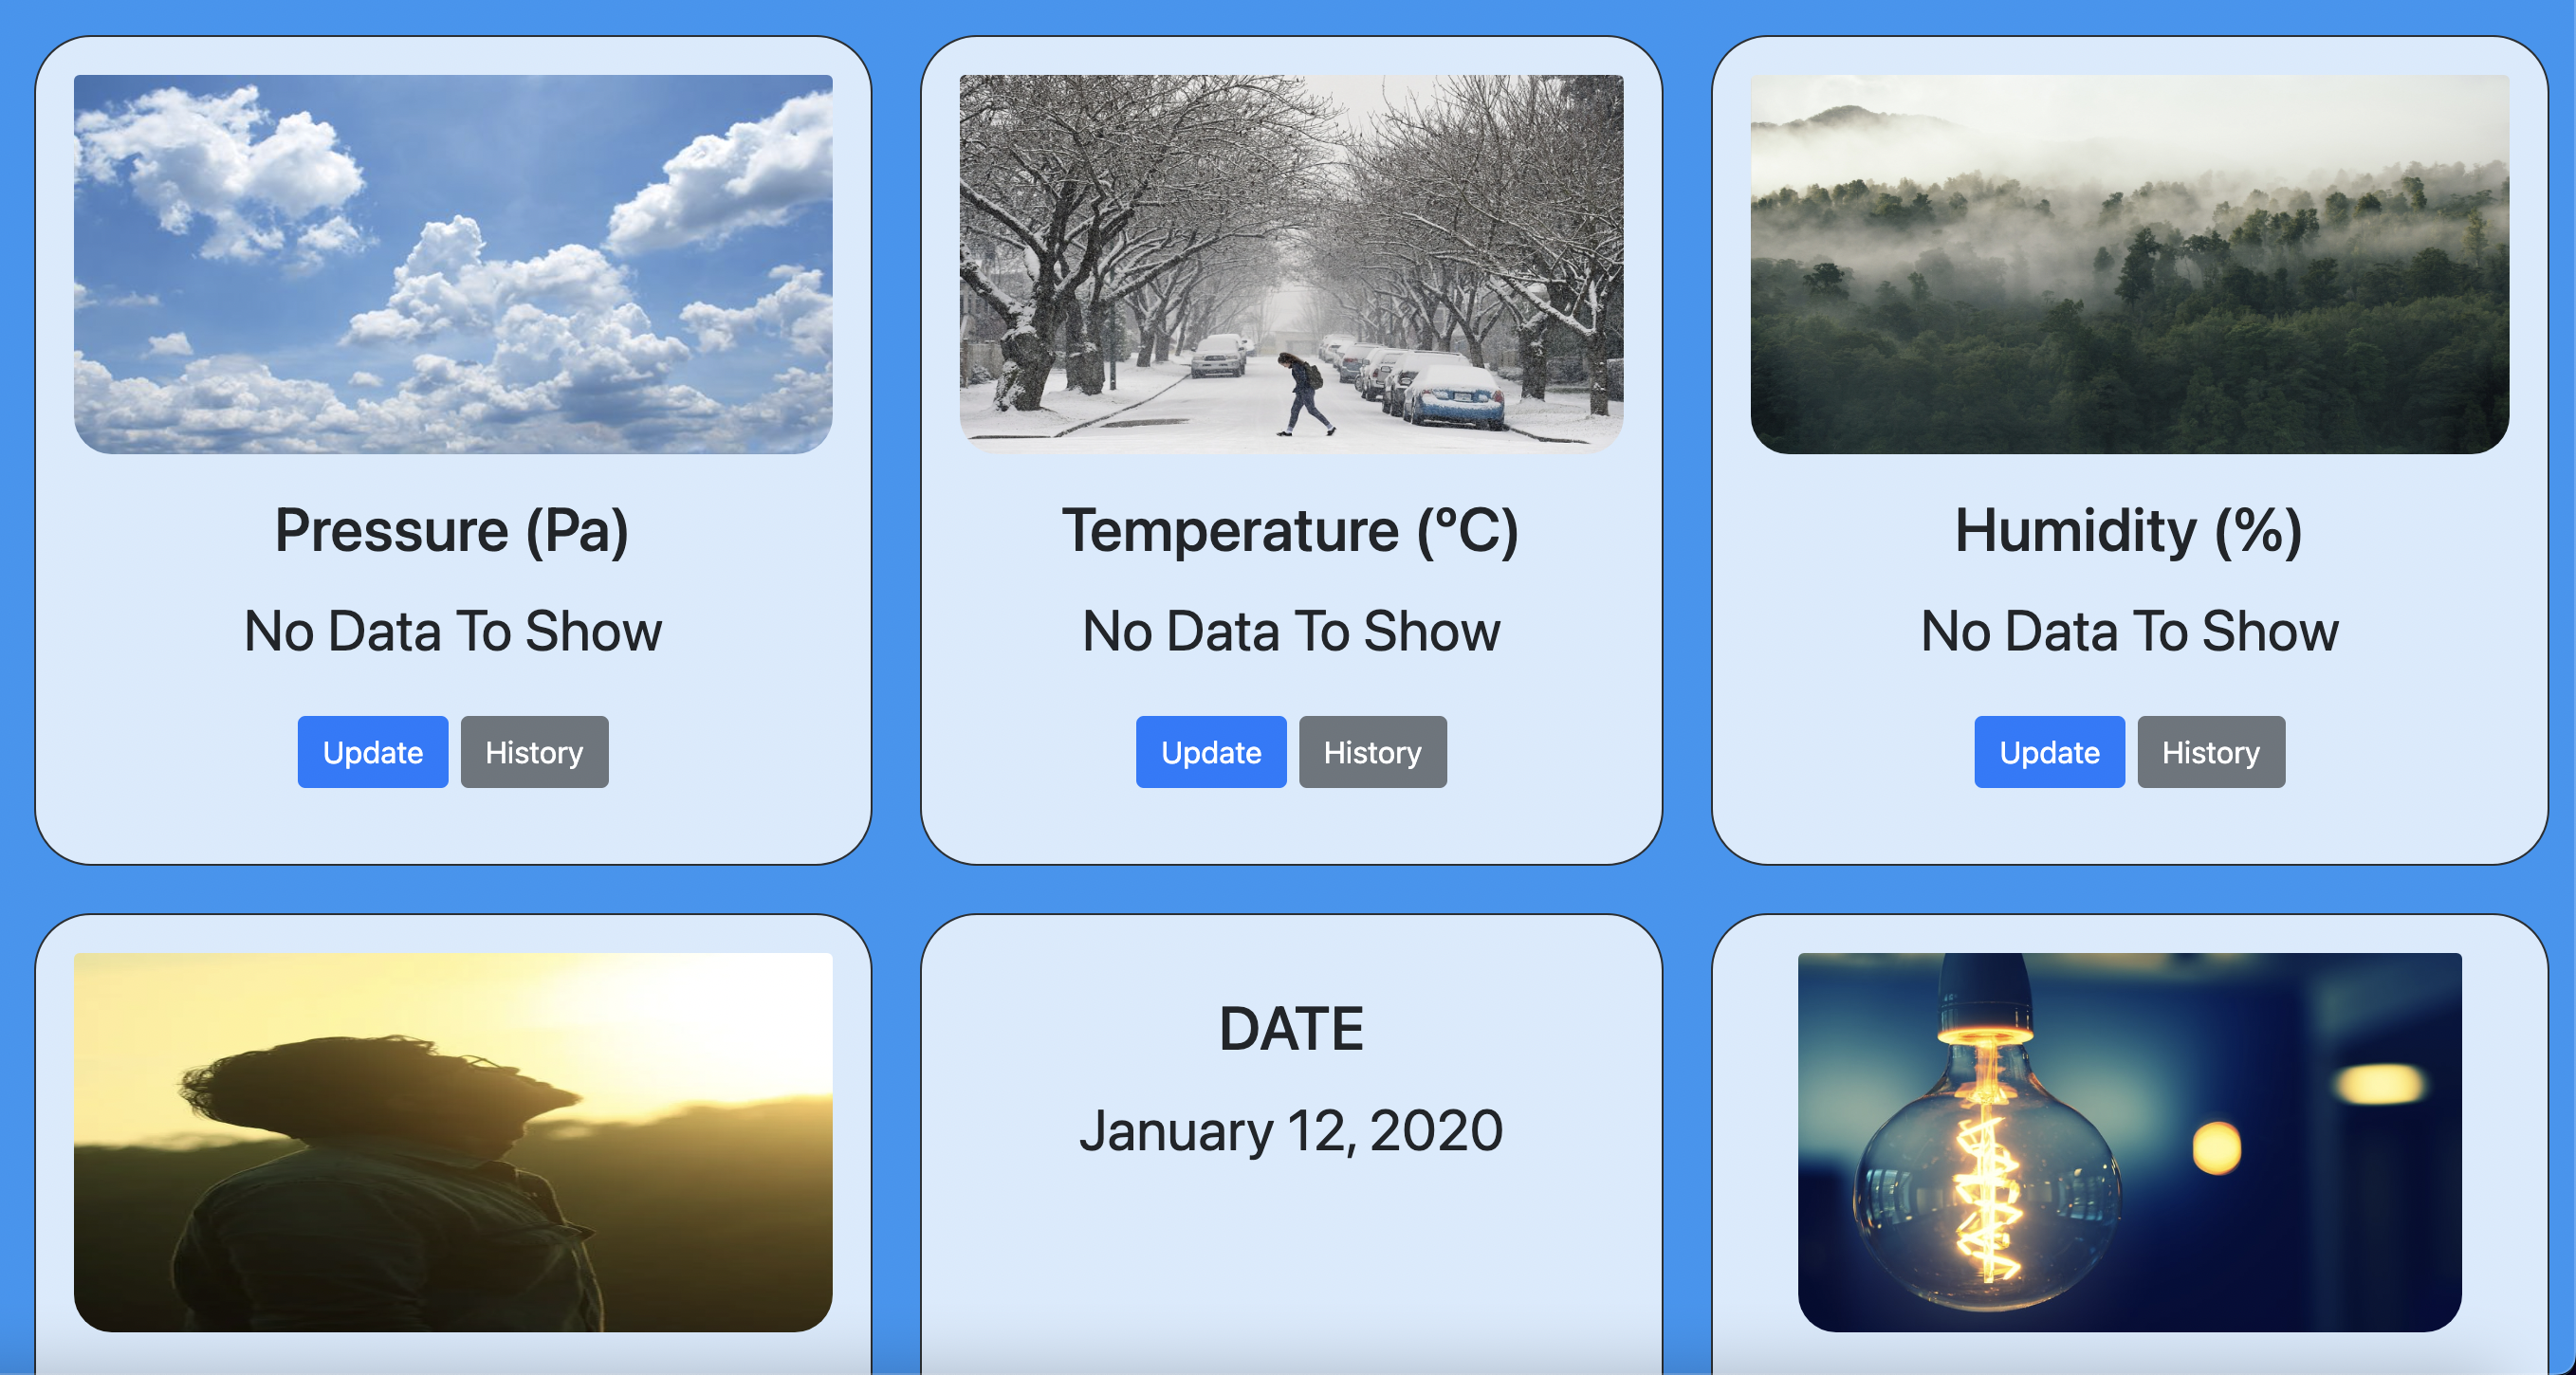 Pressure (Pa)
No Data To Show
Update History
Temperature (°C)
No Data To Show
Update History
Humidity (%)
No Data To Show
Update History
DATE
January 12, 2020